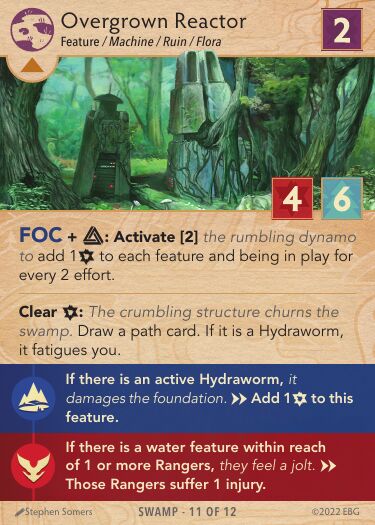 Overgrown Reactor
2
Feature / Machine / Ruin / Flora
4 6
FOC + : Activate [2] the rumbling dynamo
to add 1 to each feature and being in play for
every 2 effort.
Clear : The crumbling structure churns the
swamp. Draw a path card. If it is a Hydraworm,
it fatigues you.
If there is an active Hydraworm, it
damages the foundation. Add 1 to this
feature.
If there is a water feature within reach
of 1 or more Rangers, they feel a jolt.
Those Rangers suffer 1 injury.
Stephen Somers SWAMP - 11 OF 12 ©2022 EBG